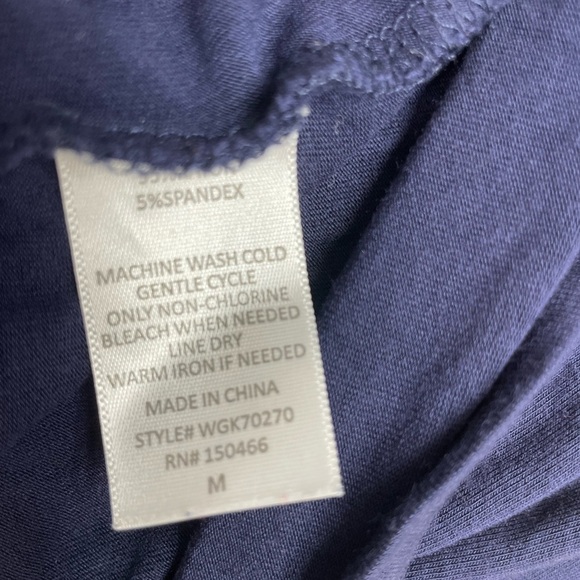 5%SPANDEX
MACHINE WASH COLD
GENTLE CYCLE
ONLY NON-CHLORINE
BLEACH WHEN NEEDED
LINE DRY
WARM IRON IF NEEDED
MADE IN CHINA
STYLE# WGK70270
RN# 150466
M